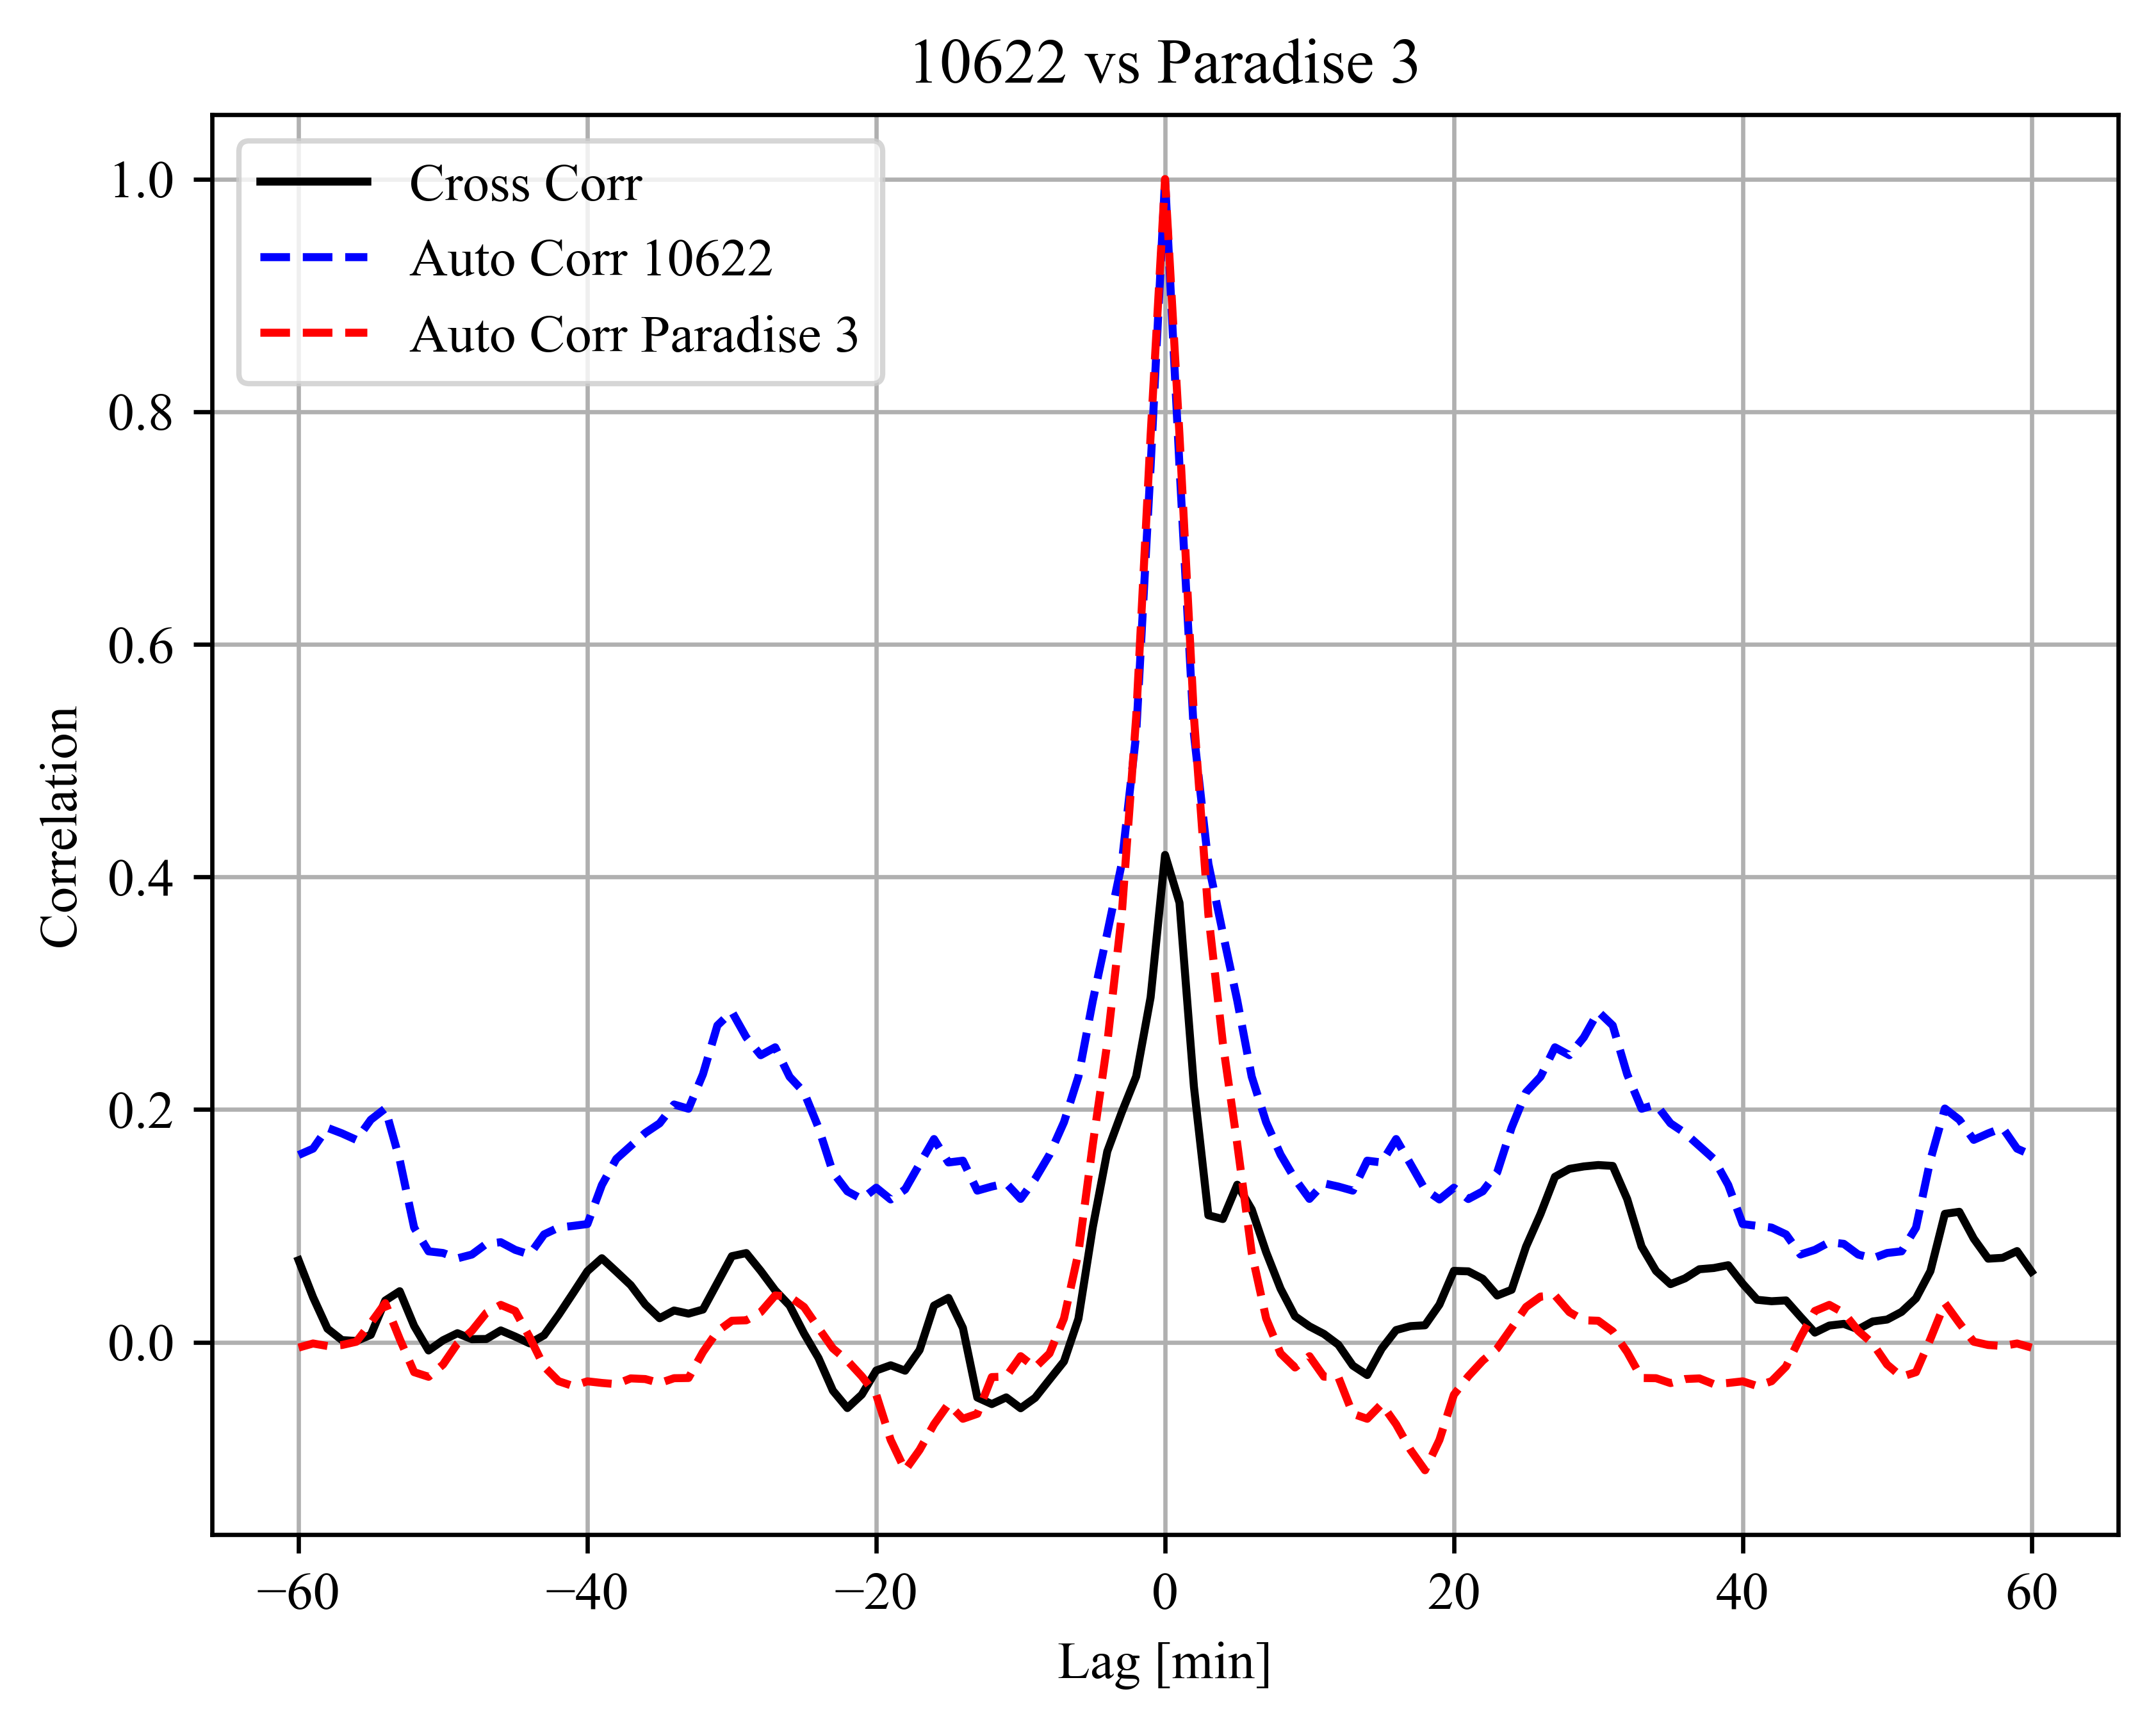 10622 vs Paradise 3
Cross Corr
Auto Corr 10622
Auto Corr Paradise 3
1.0
0.8
0.6
0.4
0.2
0.0
Correlation
−60 −40 −20 0 20 40 60
Lag [min]